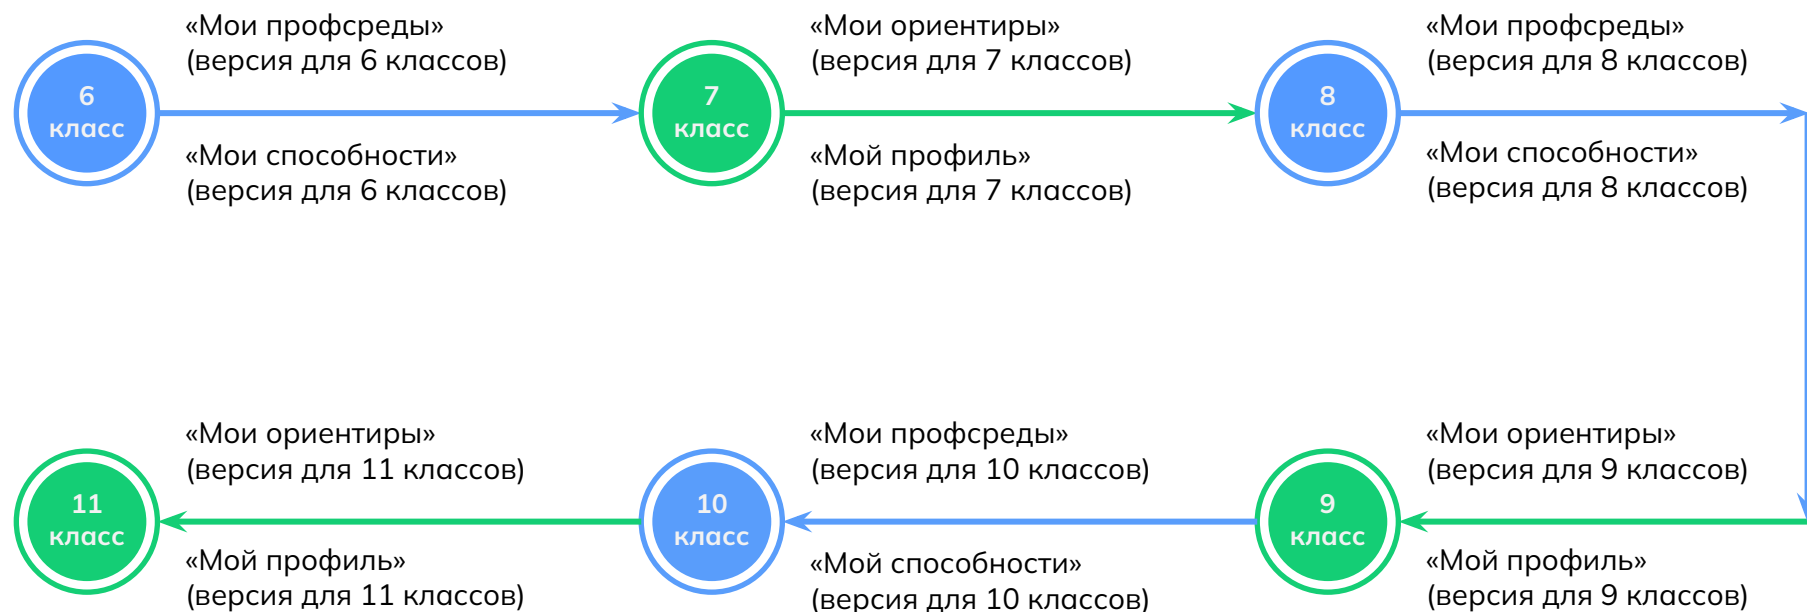 «Мои профсреды»
(версия для 6 классов)
6
класс
«Мои способности»
(версия для 6 классов)
«Мои ориентиры»
(версия для 7 классов)
7
класс
«Мой профиль»
(версия для 7 классов)
«Мои профсреды»
(версия для 8 классов)
8
класс
«Мои способности»
(версия для 8 классов)
«Мои ориентиры»
(версия для 9 классов)
9
класс
«Мой профиль»
(версия для 9 классов)
«Мои профсреды»
(версия для 10 классов)
10
класс
«Мой способности»
(версия для 10 классов)
«Мои ориентиры»
(версия для 11 классов)
11
класс
«Мой профиль»
(версия для 11 классов)